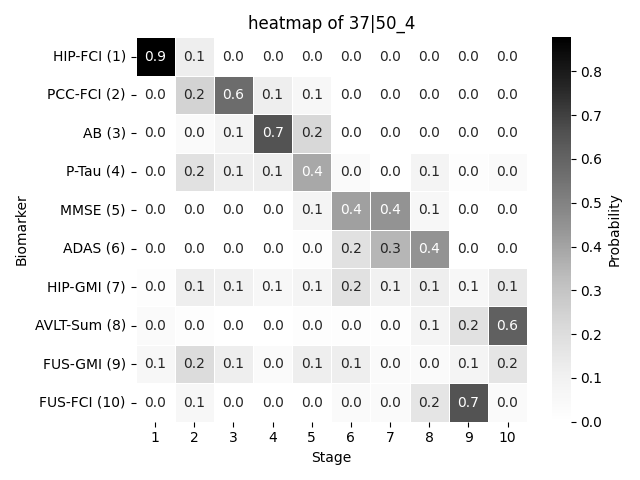 heatmap of 37|50_4
HIP-FCI (1) 0.9 0.1 0.0 0.0 0.0 0.0 0.0 0.0 0.0 0.0
PCC-FCI (2) 0.0 0.2 0.6 0.1 0.1 0.0 0.0 0.0 0.0 0.0
AB (3) 0.0 0.0 0.1 0.7 0.2 0.0 0.0 0.0 0.0 0.0
P-Tau (4) 0.0 0.2 0.1 0.1 0.4 0.0 0.0 0.1 0.0 0.0
MMSE (5) 0.0 0.0 0.0 0.0 0.1 0.4 0.4 0.1 0.0 0.0
ADAS (6) 0.0 0.0 0.0 0.0 0.0 0.2 0.3 0.4 0.0 0.0
HIP-GMI (7) 0.0 0.1 0.1 0.1 0.1 0.2 0.1 0.1 0.1 0.1
AVLT-Sum (8) 0.0 0.0 0.0 0.0 0.0 0.0 0.0 0.1 0.2 0.6
FUS-GMI (9) 0.1 0.2 0.1 0.0 0.1 0.1 0.0 0.0 0.1 0.2
FUS-FCI (10) 0.0 0.1 0.0 0.0 0.0 0.0 0.0 0.2 0.7 0.0
1 2 3 4 5 6 7 8 9 10
Stage
Biomarker
0.8
0.7
0.6
0.5
0.4
0.3
0.2
0.1
0.0
Probability